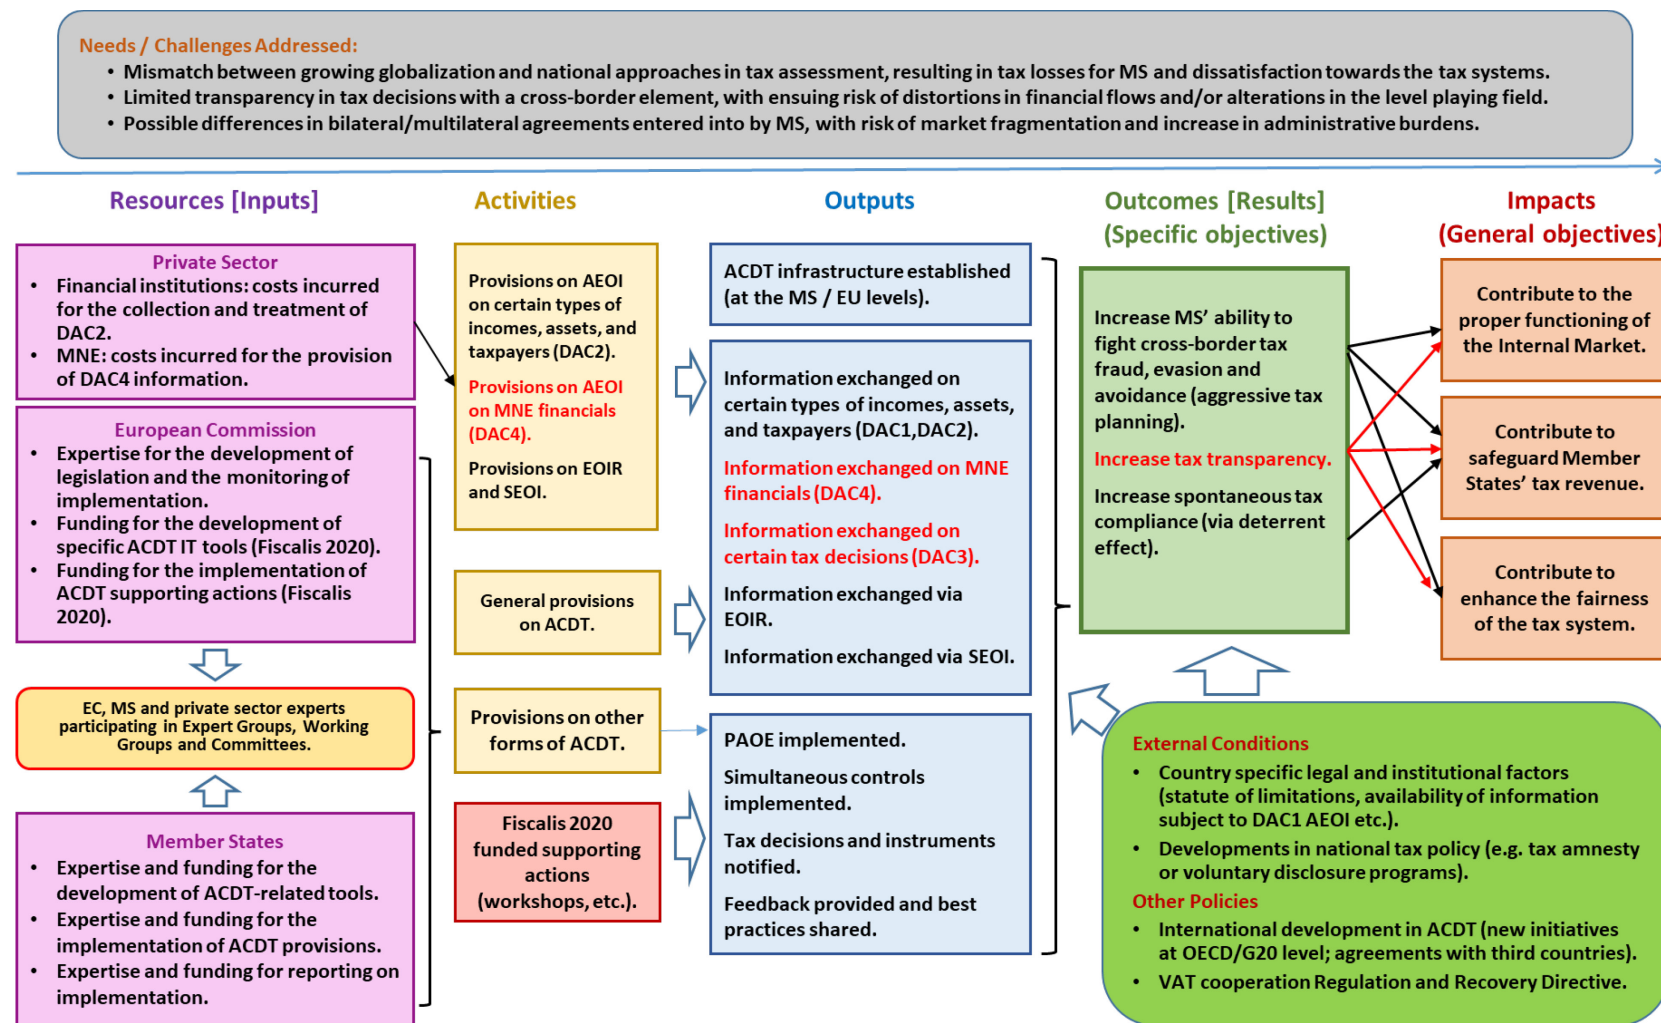 Needs / Challenges Addressed:
• Mismatch between growing globalization and national approaches in tax assessment, resulting in tax losses for MS and dissatisfaction towards the tax systems.
• Limited transparency in tax decisions with a cross-border element, with ensuing risk of distortions in financial flows and/or alterations in the level playing field.
• Possible differences in bilateral/multilateral agreements entered into by MS, with risk of market fragmentation and increase in administrative burdens.
Resources [Inputs]
Private Sector
• Financial institutions: costs incurred
for the collection and treatment of
DAC2.
• MNE: costs incurred for the provision
of DAC4 information.
European Commission
• Expertise for the development of
legislation and the monitoring of
implementation.
• Funding for the development of
specific ACDT IT tools (Fiscalis 2020).
• Funding for the implementation of
ACDT supporting actions (Fiscalis
2020).
EC, MS and private sector experts
participating in Expert Groups, Working
Groups and Committees.
Member States
• Expertise and funding for the
development of ACDT-related tools.
• Expertise and funding for the
implementation of ACDT provisions.
• Expertise and funding for reporting on
implementation.
Activities
Provisions on AEOI
on certain types of
incomes, assets, and
taxpayers (DAC2).
Provisions on AEOI
on MNE financials
(DAC4).
Provisions on EOIR
and SEOI.
General provisions
on ACDT.
Provisions on other
forms of ACDT.
Fiscalis 2020
funded supporting
actions
(workshops, etc.).
Outputs
ACDT infrastructure established
(at the MS / EU levels).
Information exchanged on
certain types of incomes, assets,
and taxpayers (DAC1,DAC2).
Information exchanged on MNE
financials (DAC4).
Information exchanged on
certain tax decisions (DAC3).
Information exchanged via
EOIR.
Information exchanged via SEOI.
PAOE implemented.
Simultaneous controls
implemented.
Tax decisions and instruments
notified.
Feedback provided and best
practices shared.
Outcomes [Results]
(Specific objectives)
Increase MS’ ability to
fight cross-border tax
fraud, evasion and
avoidance (aggressive tax
planning).
Increase tax transparency.
Increase spontaneous tax
compliance (via deterrent
effect).
Impacts
(General objectives)
Contribute to the
proper functioning of
the Internal Market.
Contribute to
safeguard Member
States’ tax revenue.
Contribute to
enhance the fairness
of the tax system.
External Conditions
• Country specific legal and institutional factors
(statute of limitations, availability of information
subject to DAC1 AEOI etc.).
• Developments in national tax policy (e.g. tax amnesty
or voluntary disclosure programs).
Other Policies
• International development in ACDT (new initiatives
at OECD/G20 level; agreements with third countries).
• VAT cooperation Regulation and Recovery Directive.